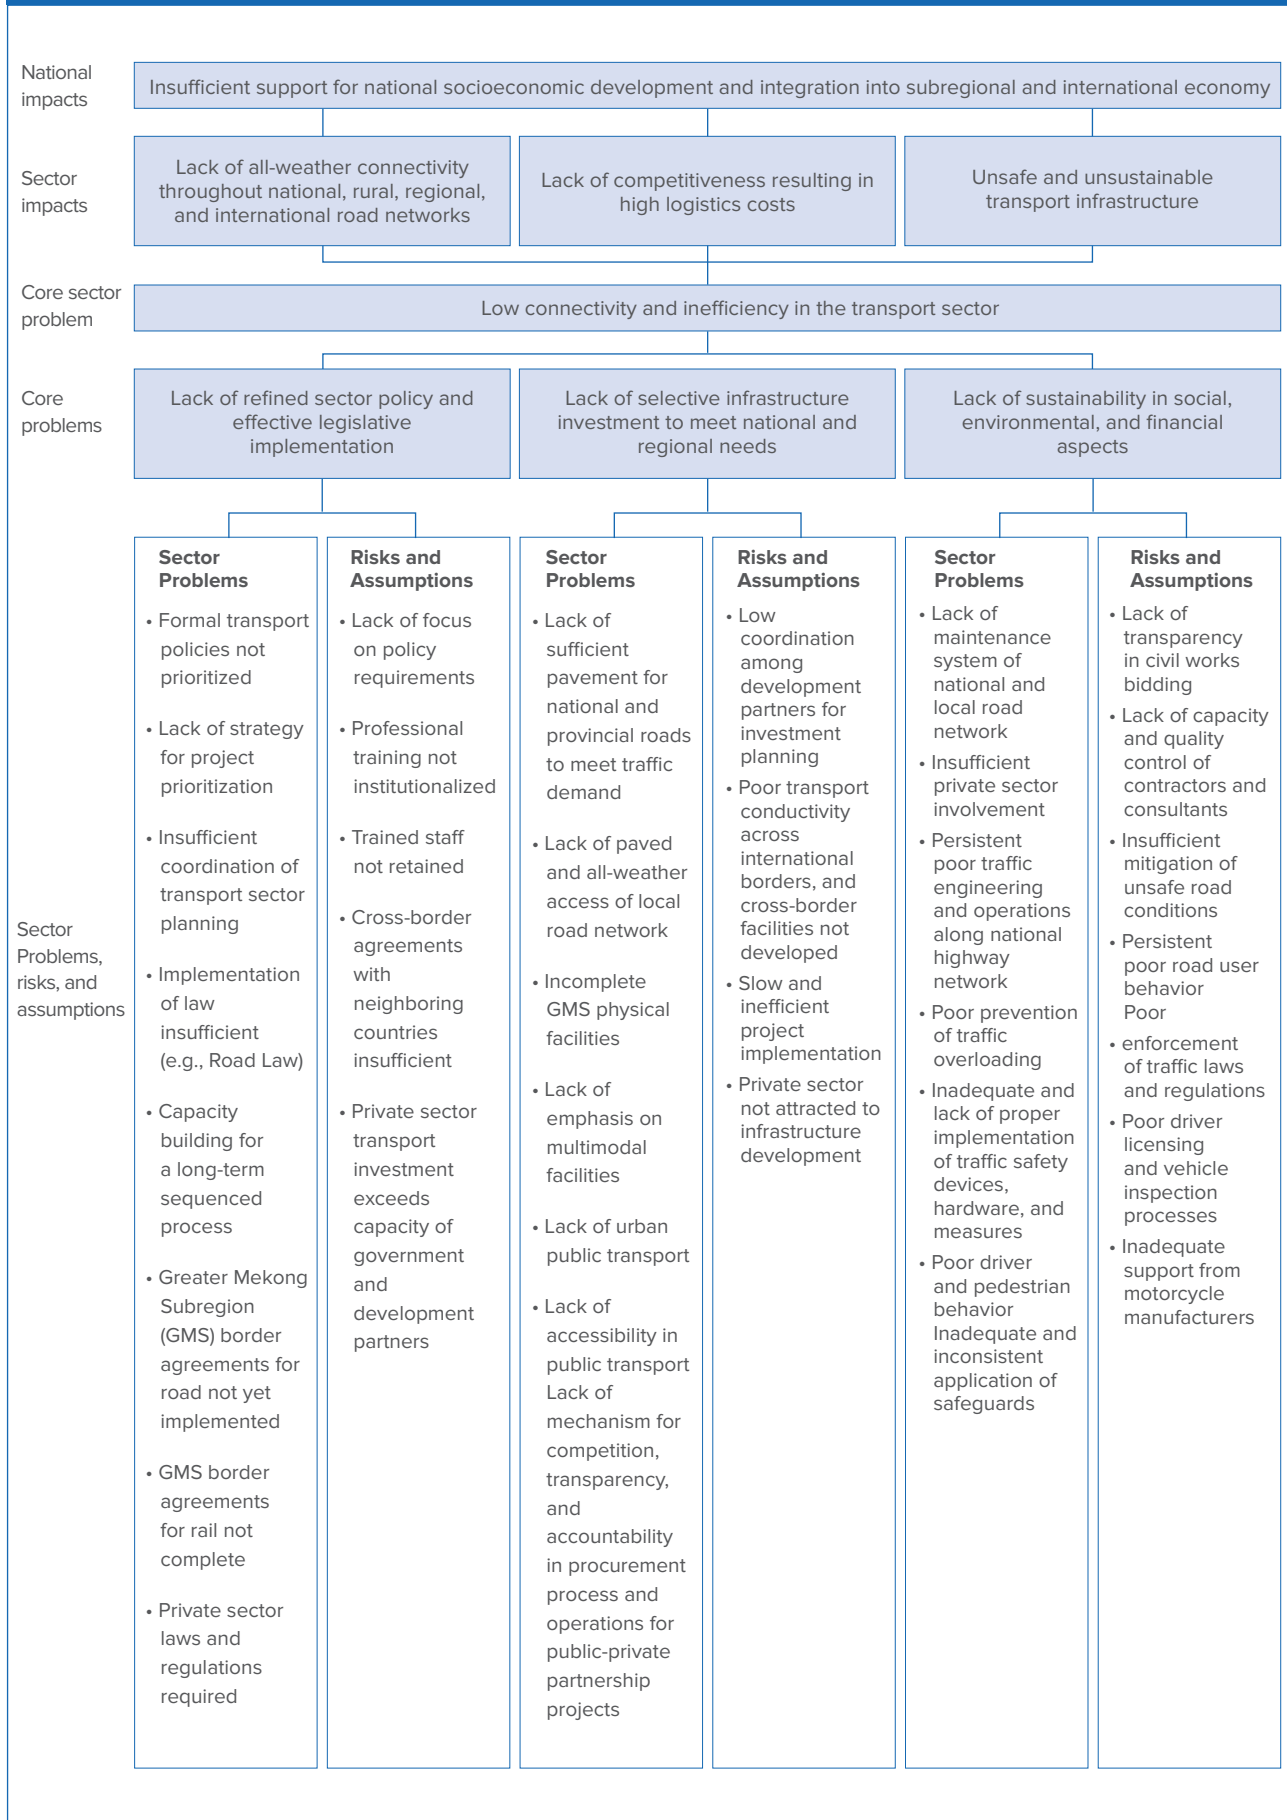 National
impacts
Insufficient support for national socioeconomic development and integration into subregional and international economy
Sector
impacts
Lack of all-weather connectivity
throughout national, rural, regional,
and international road networks
Lack of competitiveness resulting in
high logistics costs
Unsafe and unsustainable
transport infrastructure
Core sector
problem
Low connectivity and inefficiency in the transport sector
Core
problems
Lack of refined sector policy and
effective legislative
implementation
Lack of selective infrastructure
investment to meet national and
regional needs
Lack of sustainability in social,
environmental, and financial
aspects
Sector
Problems,
risks, and
assumptions
Sector
Problems
• Formal transport
policies not
prioritized
• Lack of strategy
for project
prioritization
• Insufficient
coordination of
transport sector
planning
• Implementation
of law
insufficient
(e.g., Road Law)
• Capacity
building for
a long-term
sequenced
process
• Greater Mekong
Subregion
(GMS) border
agreements for
road not yet
implemented
• GMS border
agreements
for rail not
complete
• Private sector
laws and
regulations
required
Risks and
Assumptions
• Lack of focus
on policy
requirements
• Professional
training not
institutionalized
• Trained staff
not retained
• Cross-border
agreements
with
neighboring
countries
insufficient
• Private sector
transport
investment
exceeds
capacity of
government
and
development
partners
Sector
Problems
• Lack of
sufficient
pavement for
national and
provincial roads
to meet traffic
demand
• Lack of paved
and all-weather
access of local
road network
• Incomplete
GMS physical
facilities
• Lack of
emphasis on
multimodal
facilities
• Lack of urban
public transport
• Lack of
accessibility in
public transport
Lack of
mechanism for
competition,
transparency,
and
accountability
in procurement
process and
operations for
public-private
partnership
projects
Risks and
Assumptions
• Low
coordination
among
development
partners for
investment
planning
• Poor transport
conductivity
across
international
borders, and
cross-border
facilities not
developed
• Slow and
inefficient
project
implementation
• Private sector
not attracted to
infrastructure
development
Sector
Problems
• Lack of
maintenance
system of
national and
local road
network
• Insufficient
private sector
involvement
• Persistent
poor traffic
engineering
and operations
along national
highway
network
• Poor prevention
of traffic
overloading
• Inadequate and
lack of proper
implementation
of traffic safety
devices,
hardware, and
measures
• Poor driver
and pedestrian
behavior
Inadequate and
inconsistent
application of
safeguards
Risks and
Assumptions
• Lack of
transparency
in civil works
bidding
• Lack of capacity
and quality
control of
contractors and
consultants
• Insufficient
mitigation of
unsafe road
conditions
• Persistent
poor road user
behavior
Poor
• enforcement
of traffic laws
and regulations
• Poor driver
licensing
and vehicle
inspection
processes
• Inadequate
support from
motorcycle
manufacturers